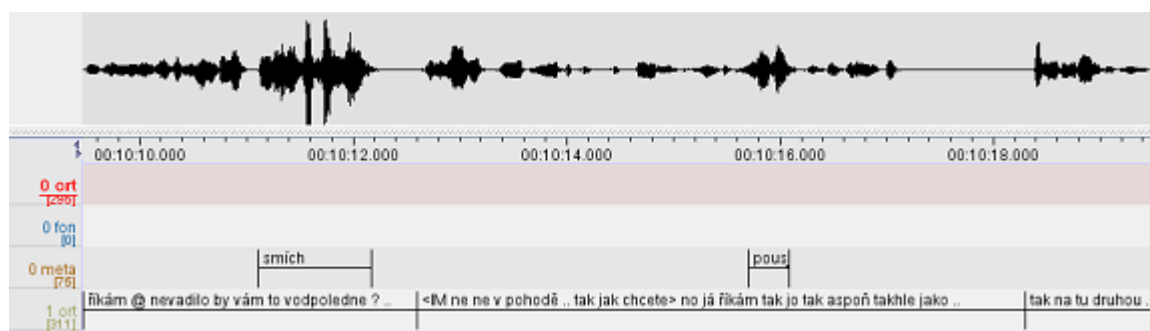 1
00:10:10.000 00:10:12.000 00:10:14.000 00:10:16.000 00:10:18.000
0 ort
[296]
0 fon
[0]
smích pous
0 meta
[75]
říkám @ nevadilo by vám to vodpoledne ? .. <IM ne ne v pohodě .. tak jak chcete> no já říkám tak jo tak aspoň takhle jako .. tak na tu druhou .
1 ort
[311]